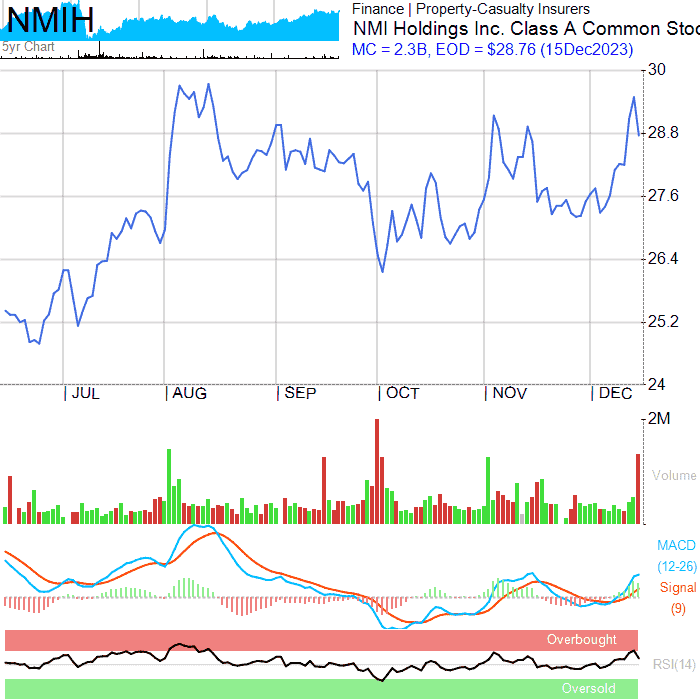 NMIH
5yr Chart
Finance | Property-Casualty Insurers
NMI Holdings Inc. Class A Common Stoc
MC = 2.3B, EOD = $28.76 (15Dec2023)
30
28.8
27.6
26.4
25.2
24
JUL
AUG
SEP
OCT
NOV
DEC
2M
Volume
MACD
(12-26)
Signal
(9)
Overbought
RSI(14)
Oversold